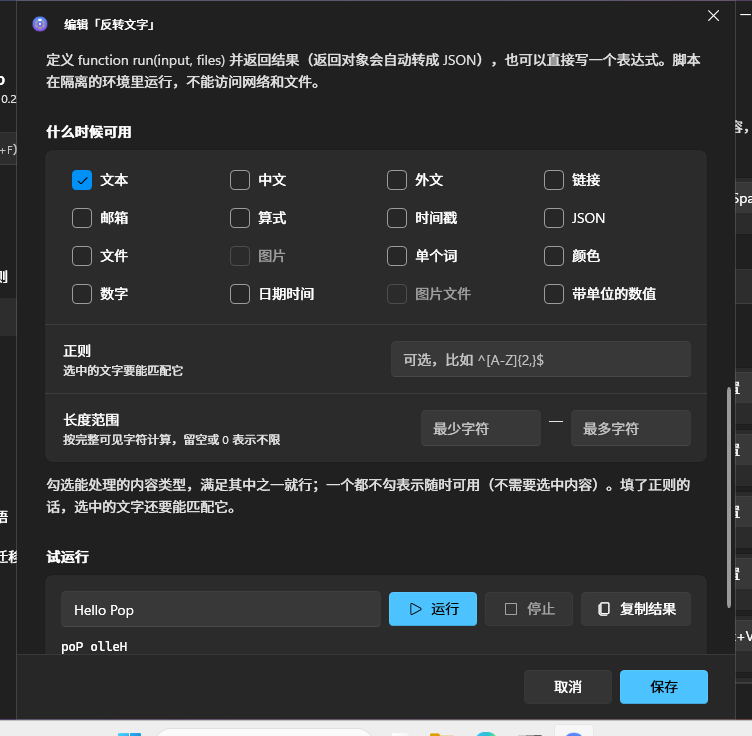 编辑「反转文字」
定义 function run(input, files) 并返回结果（返回对象会自动转成 JSON），也可以直接写一个表达式。脚本
在隔离的环境里运行，不能访问网络和文件。
0.2
+F)
什么时候可用
文本 中文 外文 链接
邮箱 算式 时间戳 JSON
文件 图片 单个词 颜色
数字 日期时间 图片文件 带单位的数值
正则
选中的文字要能匹配它
可选，比如 ^[A-Z]{2,}$
长度范围
按完整可见字符计算，留空或 0 表示不限
最少字符 — 最多字符
勾选能处理的内容类型，满足其中之一就行；一个都不勾表示随时可用（不需要选中内容）。填了正则的
话，选中的文字还要能匹配它。
试运行
Hello Pop 运行 停止 复制结果
poP olleH
取消 保存